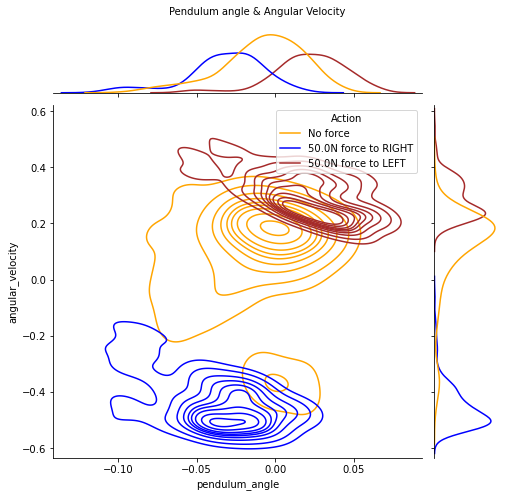 Pendulum angle & Angular Velocity
Action
No force
50.0N force to RIGHT
50.0N force to LEFT
0.6
0.4
0.2
0.0
−0.2
−0.4
−0.6
angular_velocity
−0.10
−0.05
0.00
0.05
pendulum_angle